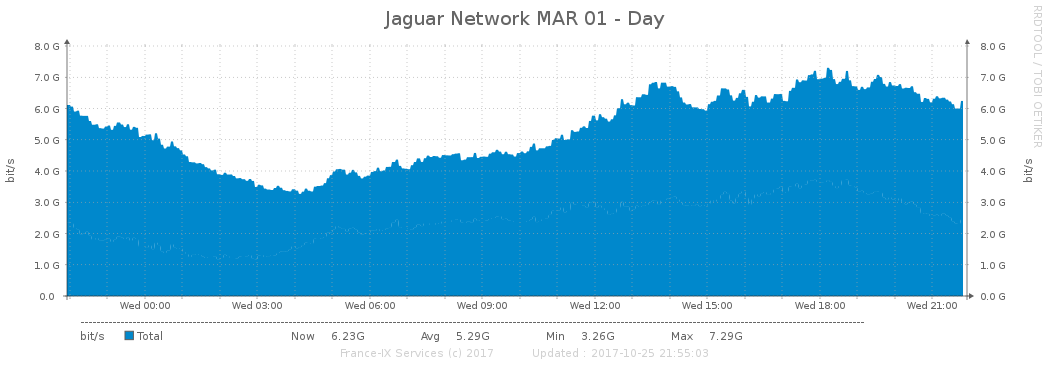 Jaguar Network MAR 01 - Day
RRDTOOL / TOBI OETIKER
8.0 G 8.0 G
7.0 G 7.0 G
6.0 G 6.0 G
5.0 G 5.0 G
4.0 G 4.0 G
3.0 G 3.0 G
2.0 G 2.0 G
1.0 G 1.0 G
0.0 0.0 G
bit/s bit/s
Wed 00:00 Wed 03:00 Wed 06:00 Wed 09:00 Wed 12:00 Wed 15:00 Wed 18:00 Wed 21:00
bit/s Total Now 6.23G Avg 5.29G Min 3.26G Max 7.29G
France-IX Services (c) 2017 Updated : 2017-10-25 21:55:03